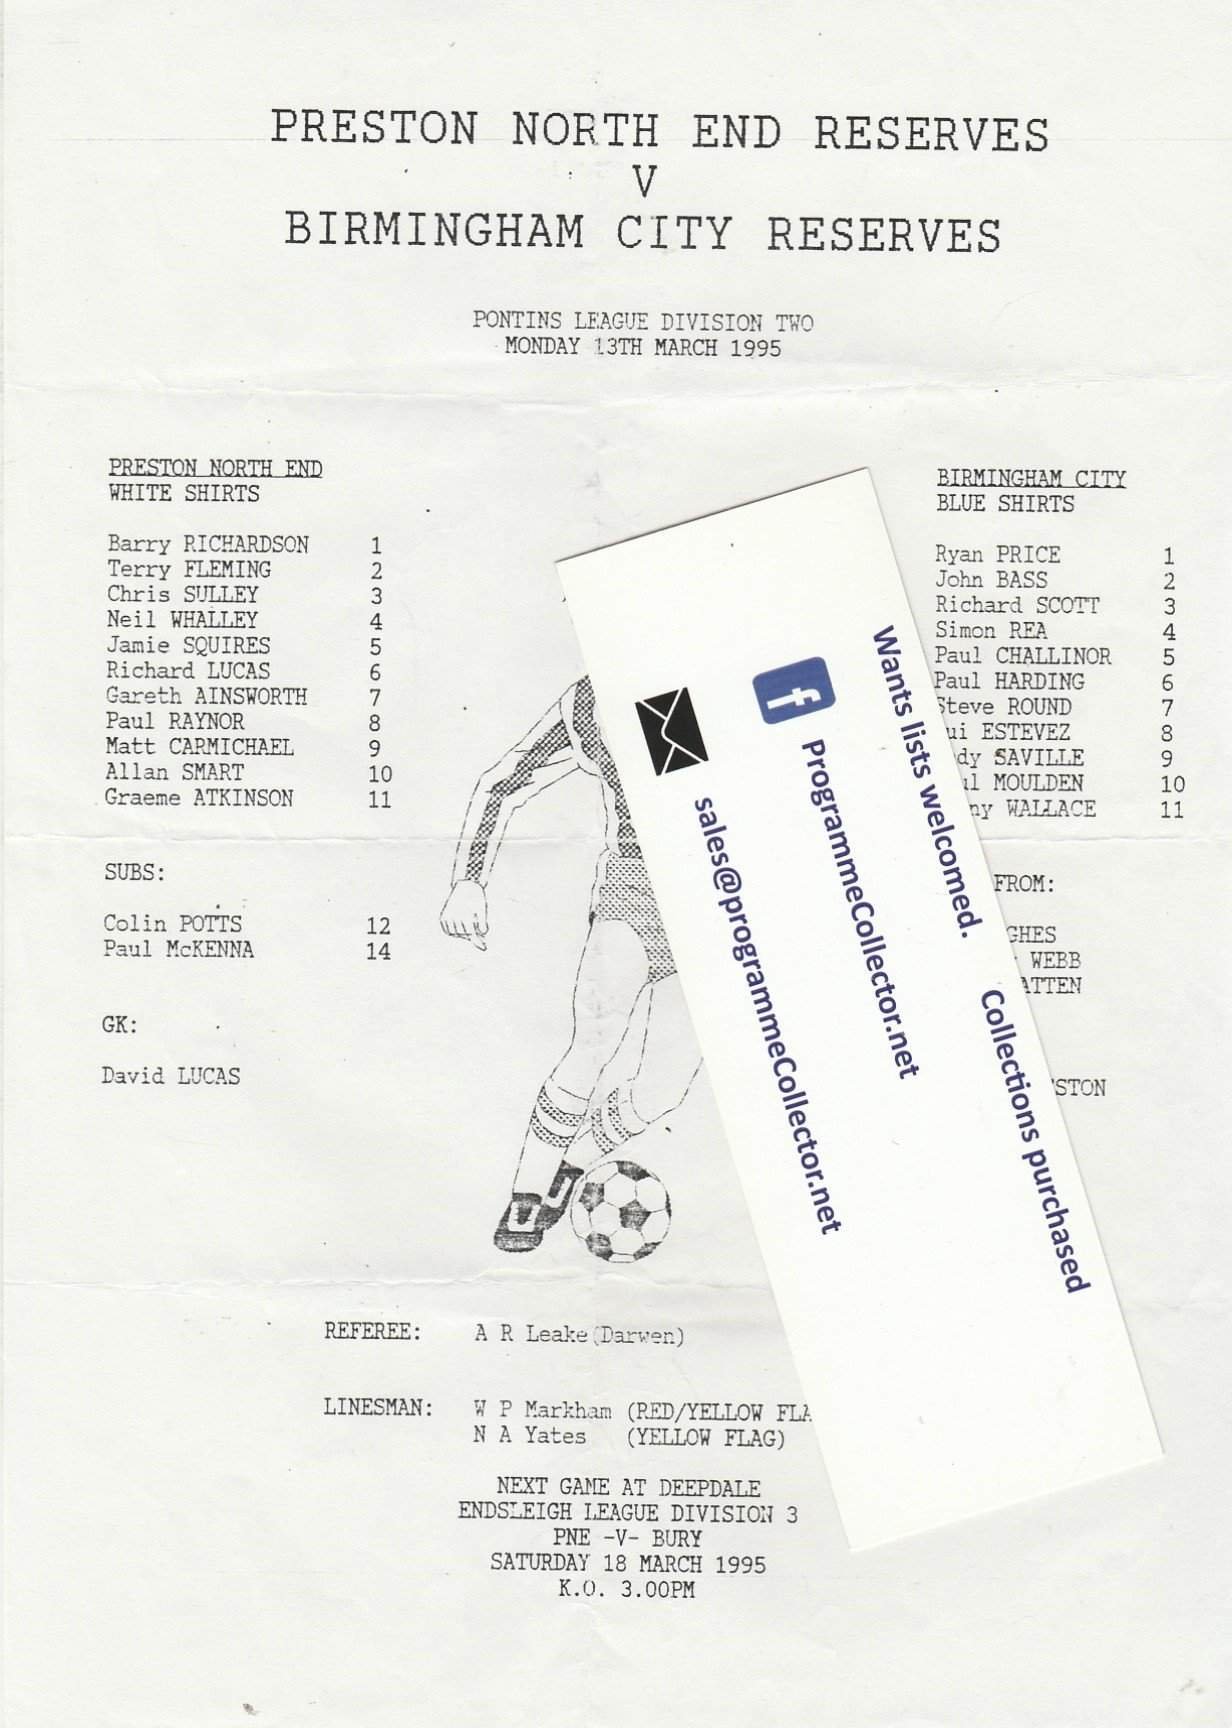 PRESTON NORTH END RESERVES
V
BIRMINGHAM CITY RESERVES
PONTINS LEAGUE DIVISION TWO
MONDAY 13TH MARCH 1995
PRESTON NORTH END
WHITE SHIRTS
Barry RICHARDSON 1
Terry FLEMING 2
Chris SULLEY 3
Neil WHALLEY 4
Jamie SQUIRES 5
Richard LUCAS 6
Gareth AINSWORTH 7
Paul RAYNOR 8
Matt CARMICHAEL 9
Allan SMART 10
Graeme ATKINSON 11
SUBS:
Colin POTTS 12
Paul McKENNA 14
GK:
David LUCAS
BIRMINGHAM CITY
BLUE SHIRTS
Ryan PRICE 1
John BASS 2
Richard SCOTT 3
Simon REA 4
Paul CHALLINOR 5
Paul HARDING 6
Steve ROUND 7
ESTEVEZ 8
SAVILLE 9
MOULDEN 10
WALLACE 11
FROM:
WEBB
Wants lists welcomed. Collections purchased
ProgrammeCollector.net
sales@programmeCollector.net
REFEREE: A R Leake(Darwen)
LINESMAN: W P Markham (RED/YELLOW
N A Yates (YELLOW FLAG)
NEXT GAME AT DEEPDALE
ENDSLEIGH LEAGUE DIVISION 3
PNE -V- BURY
SATURDAY 18 MARCH 1995
K.O. 3.00PM